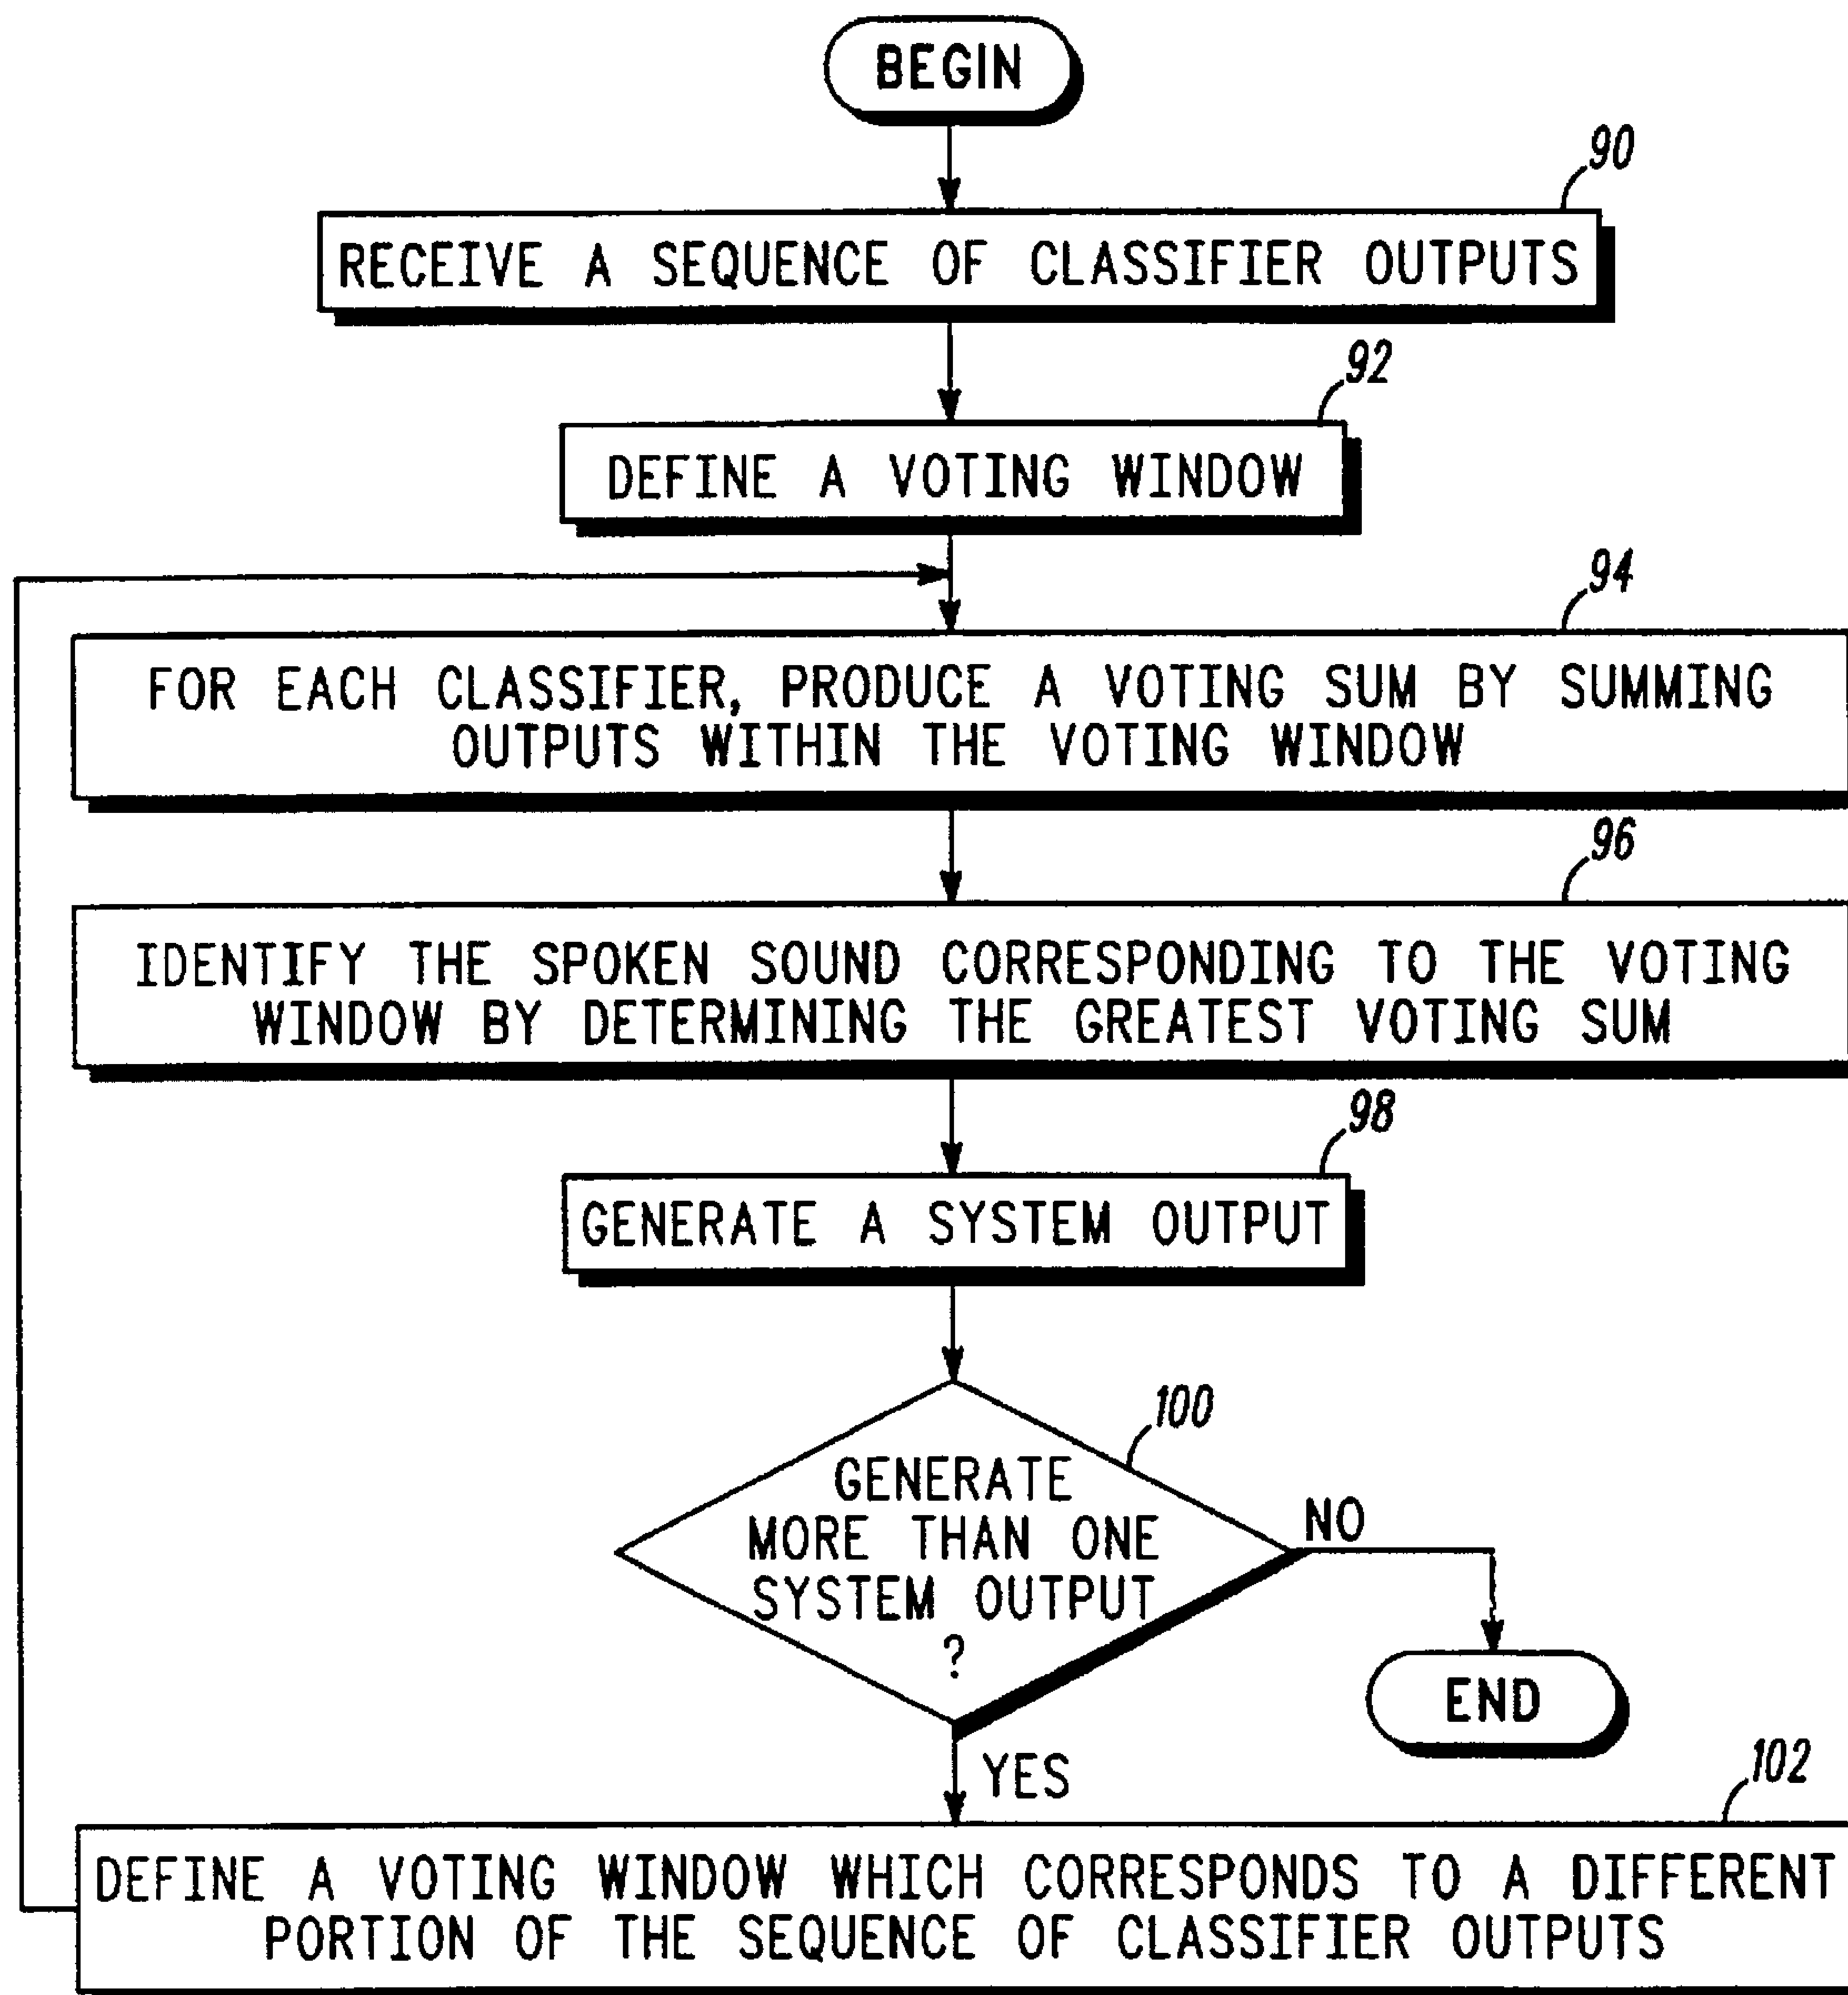 BEGIN
90
RECEIVE A SEQUENCE OF CLASSIFIER OUTPUTS
92
DEFINE A VOTING WINDOW
94
FOR EACH CLASSIFIER, PRODUCE A VOTING SUM BY SUMMING
OUTPUTS WITHIN THE VOTING WINDOW
96
IDENTIFY THE SPOKEN SOUND CORRESPONDING TO THE VOTING
WINDOW BY DETERMINING THE GREATEST VOTING SUM
98
GENERATE A SYSTEM OUTPUT
100
GENERATE
MORE THAN ONE
SYSTEM OUTPUT
?
NO
END
YES
102
DEFINE A VOTING WINDOW WHICH CORRESPONDS TO A DIFFERENT
PORTION OF THE SEQUENCE OF CLASSIFIER OUTPUTS